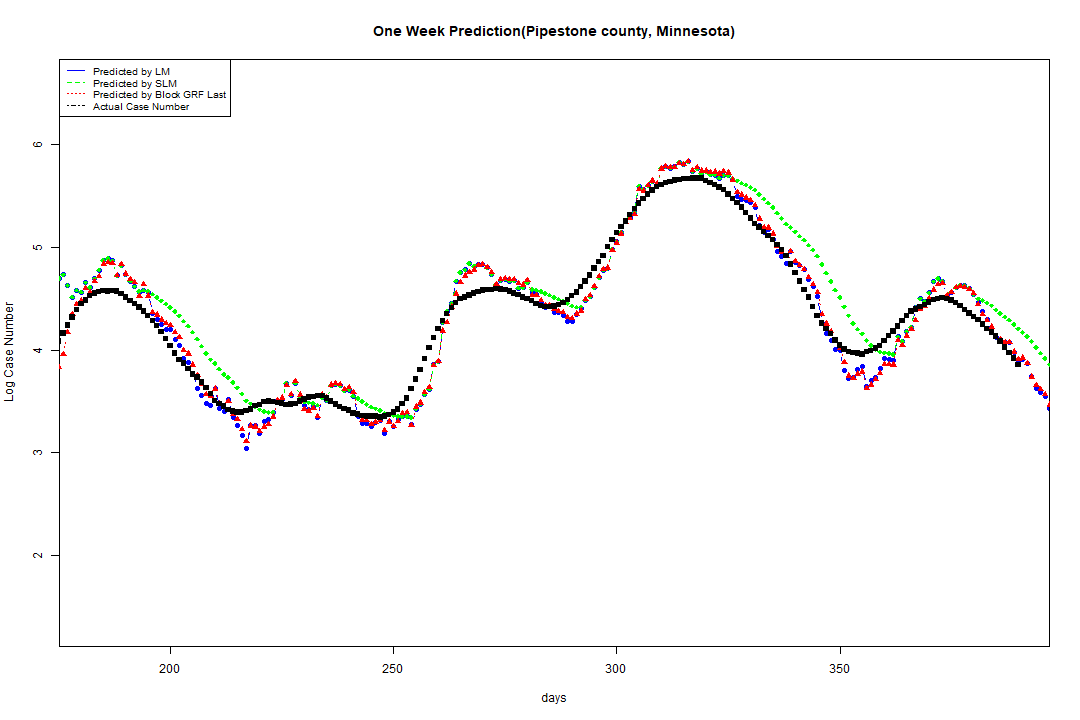 One Week Prediction(Pipestone county, Minnesota)
Predicted by LM
Predicted by SLM
Predicted by Block GRF Last
Actual Case Number
6
5
4
3
2
Log Case Number
200 250 300 350
days